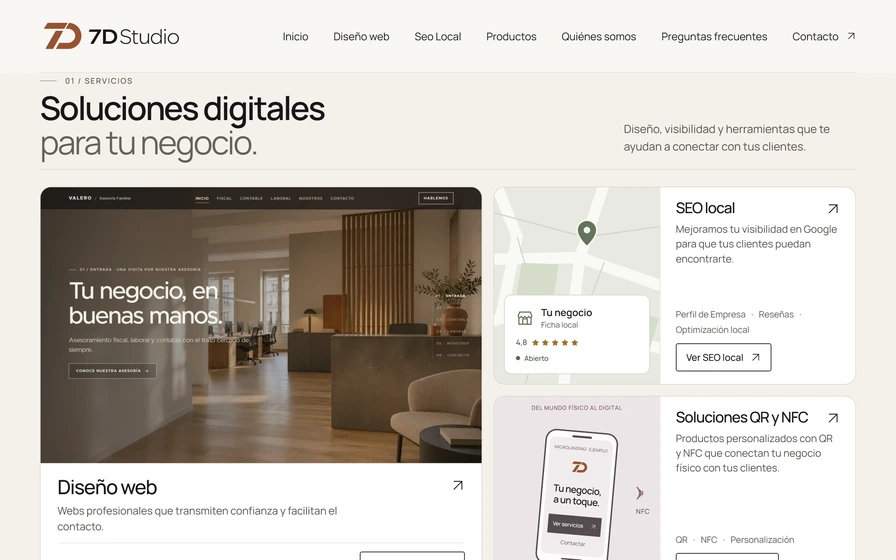 7D Studio
Inicio
Diseño web
Seo Local
Productos
Quiénes somos
Preguntas frecuentes
Contacto
01 / SERVICIOS
Soluciones digitales
para tu negocio.
Diseño, visibilidad y herramientas que te
ayudan a conectar con tus clientes.
VALERO / Asesoría Familiar
INICIO FISCAL CONTABLE LABORAL NOSOTROS CONTACTO
HABLEMOS
01 / ENTRADA · UNA VISITA POR NUESTRA ASESORÍA
Tu negocio, en
buenas manos.
Asesoramiento fiscal, laboral y contable con el trato cercano de
siempre.
CONOCE NUESTRA ASESORÍA
01 / ENTRADA
05 / NOSOTROS
06 / CONTACTO
Diseño web
Webs profesionales que transmiten confianza y facilitan el
contacto.
Tu negocio
Ficha local
4,8
Abierto
SEO local
Mejoramos tu visibilidad en Google
para que tus clientes puedan
encontrarte.
Perfil de Empresa · Reseñas ·
Optimización local
Ver SEO local
DEL MUNDO FÍSICO AL DIGITAL
MICROLANDING · EJEMPLO
7D
Tu negocio,
a un toque.
Ver servicios
Contactar
NFC
Soluciones QR y NFC
Productos personalizados con QR
y NFC que conectan tu negocio
físico con tus clientes.
QR · NFC · Personalización